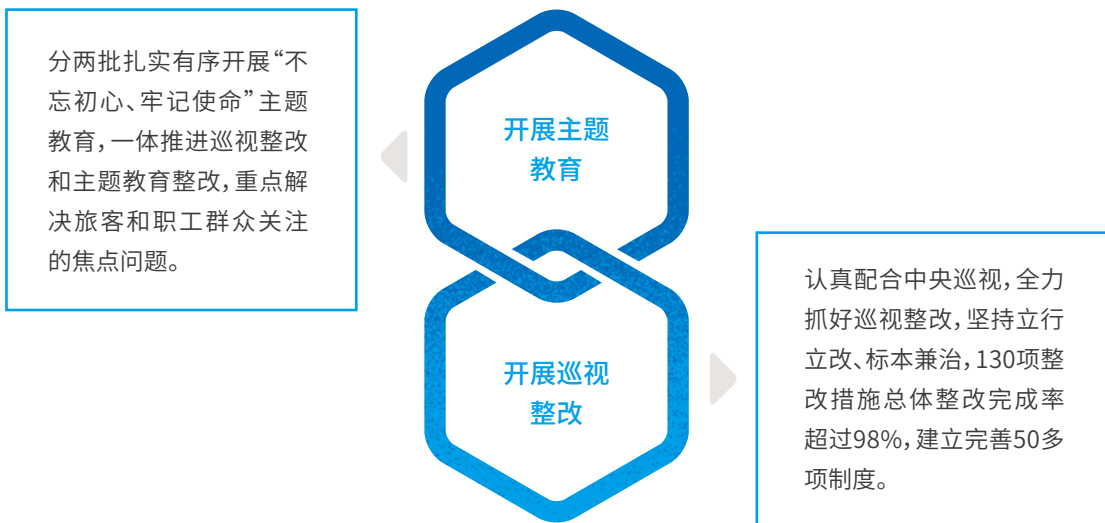 分两批扎实有序开展“不
忘初心、牢记使命”主题
教育，一体推进巡视整改
和主题教育整改，重点解
决旅客和职工群众关注
的焦点问题。
开展主题
教育
开展巡视
整改
认真配合中央巡视，全力
抓好巡视整改，坚持立行
立改、标本兼治，130项整
改措施总体整改完成率
超过98%，建立完善50多
项制度。